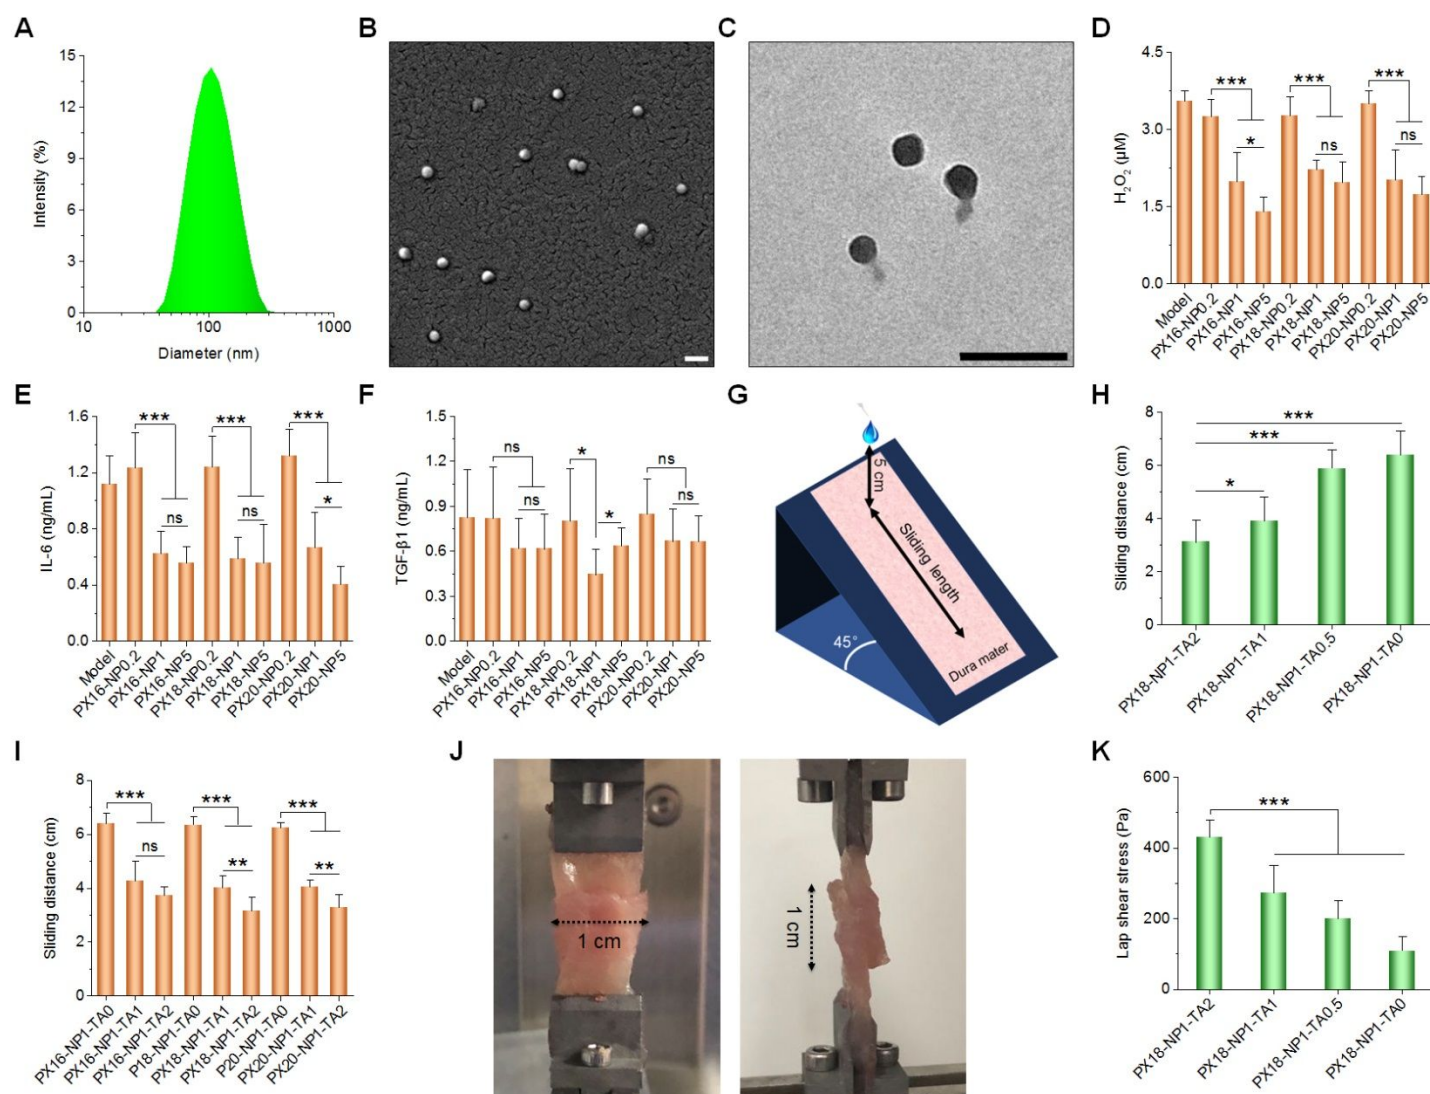 A
15
12
9
6
3
0
Intensity (%)
10
100
1000
Diameter (nm)
B
C
D
4.5
3.0
1.5
0.0
H₂O₂ (µM)
***
*
***
ns
***
ns
Model
PX16-NP0.2
PX16-NP1
PX16-NP5
PX18-NP0.2
PX18-NP1
PX18-NP5
PX20-NP0.2
PX20-NP1
PX20-NP5
E
1.6
1.2
0.8
0.4
0.0
IL-6 (ng/mL)
***
ns
***
ns
***
*
Model
PX16-NP0.2
PX16-NP1
PX16-NP5
PX18-NP0.2
PX18-NP1
PX18-NP5
PX20-NP0.2
PX20-NP1
PX20-NP5
F
1.5
1.2
0.9
0.6
0.3
0.0
TGF-β1 (ng/mL)
ns
ns
*
*
ns
ns
Model
PX16-NP0.2
PX16-NP1
PX16-NP5
PX18-NP0.2
PX18-NP1
PX18-NP5
PX20-NP0.2
PX20-NP1
PX20-NP5
G
5 cm
Sliding length
45°
Dura mater
H
8
6
4
2
0
Sliding distance (cm)
***
***
*
PX18-NP1-TA2
PX18-NP1-TA1
PX18-NP1-TA0.5
PX18-NP1-TA0
I
8
6
4
2
0
Sliding distance (cm)
***
ns
***
**
***
**
PX16-NP1-TA0
PX16-NP1-TA1
PX16-NP1-TA2
P18-NP1-TA0
PX18-NP1-TA1
PX18-NP1-TA2
P20-NP1-TA0
PX20-NP1-TA1
PX20-NP1-TA2
J
1 cm
1 cm
K
600
400
200
0
Lap shear stress (Pa)
***
PX18-NP1-TA2
PX18-NP1-TA1
PX18-NP1-TA0.5
PX18-NP1-TA0